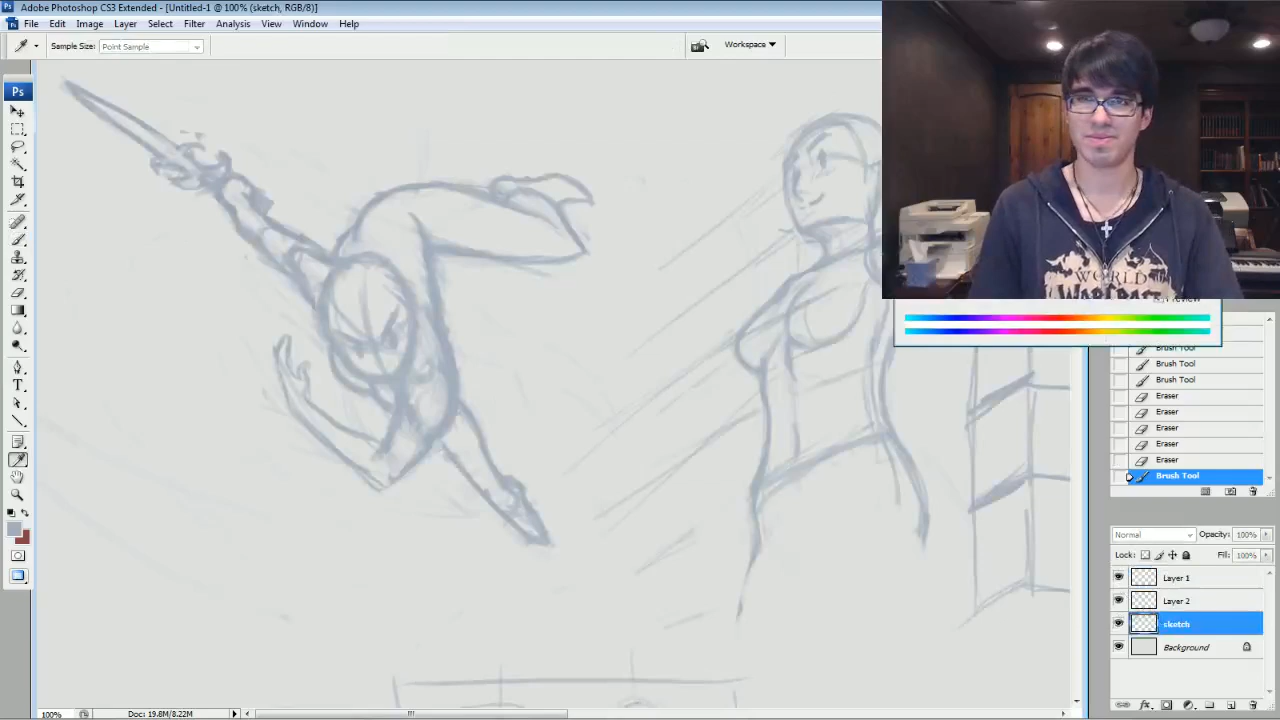 Adobe Photoshop CS3 Extended - [Untitled-1 @ 100% (sketch, RGB/8)]
File Edit Image Layer Select Filter Analysis View Window Help
Sample Size: Point Sample
Workspace
Ps
WORLD
WARCRAFT
Preview
Brush Tool
Brush Tool
Brush Tool
Eraser
Eraser
Eraser
Eraser
Eraser
Brush Tool
Normal Opacity: 100%
Lock: Fill: 100%
Layer 1
Layer 2
sketch
Background
100% Doc: 19.8M/8.22M